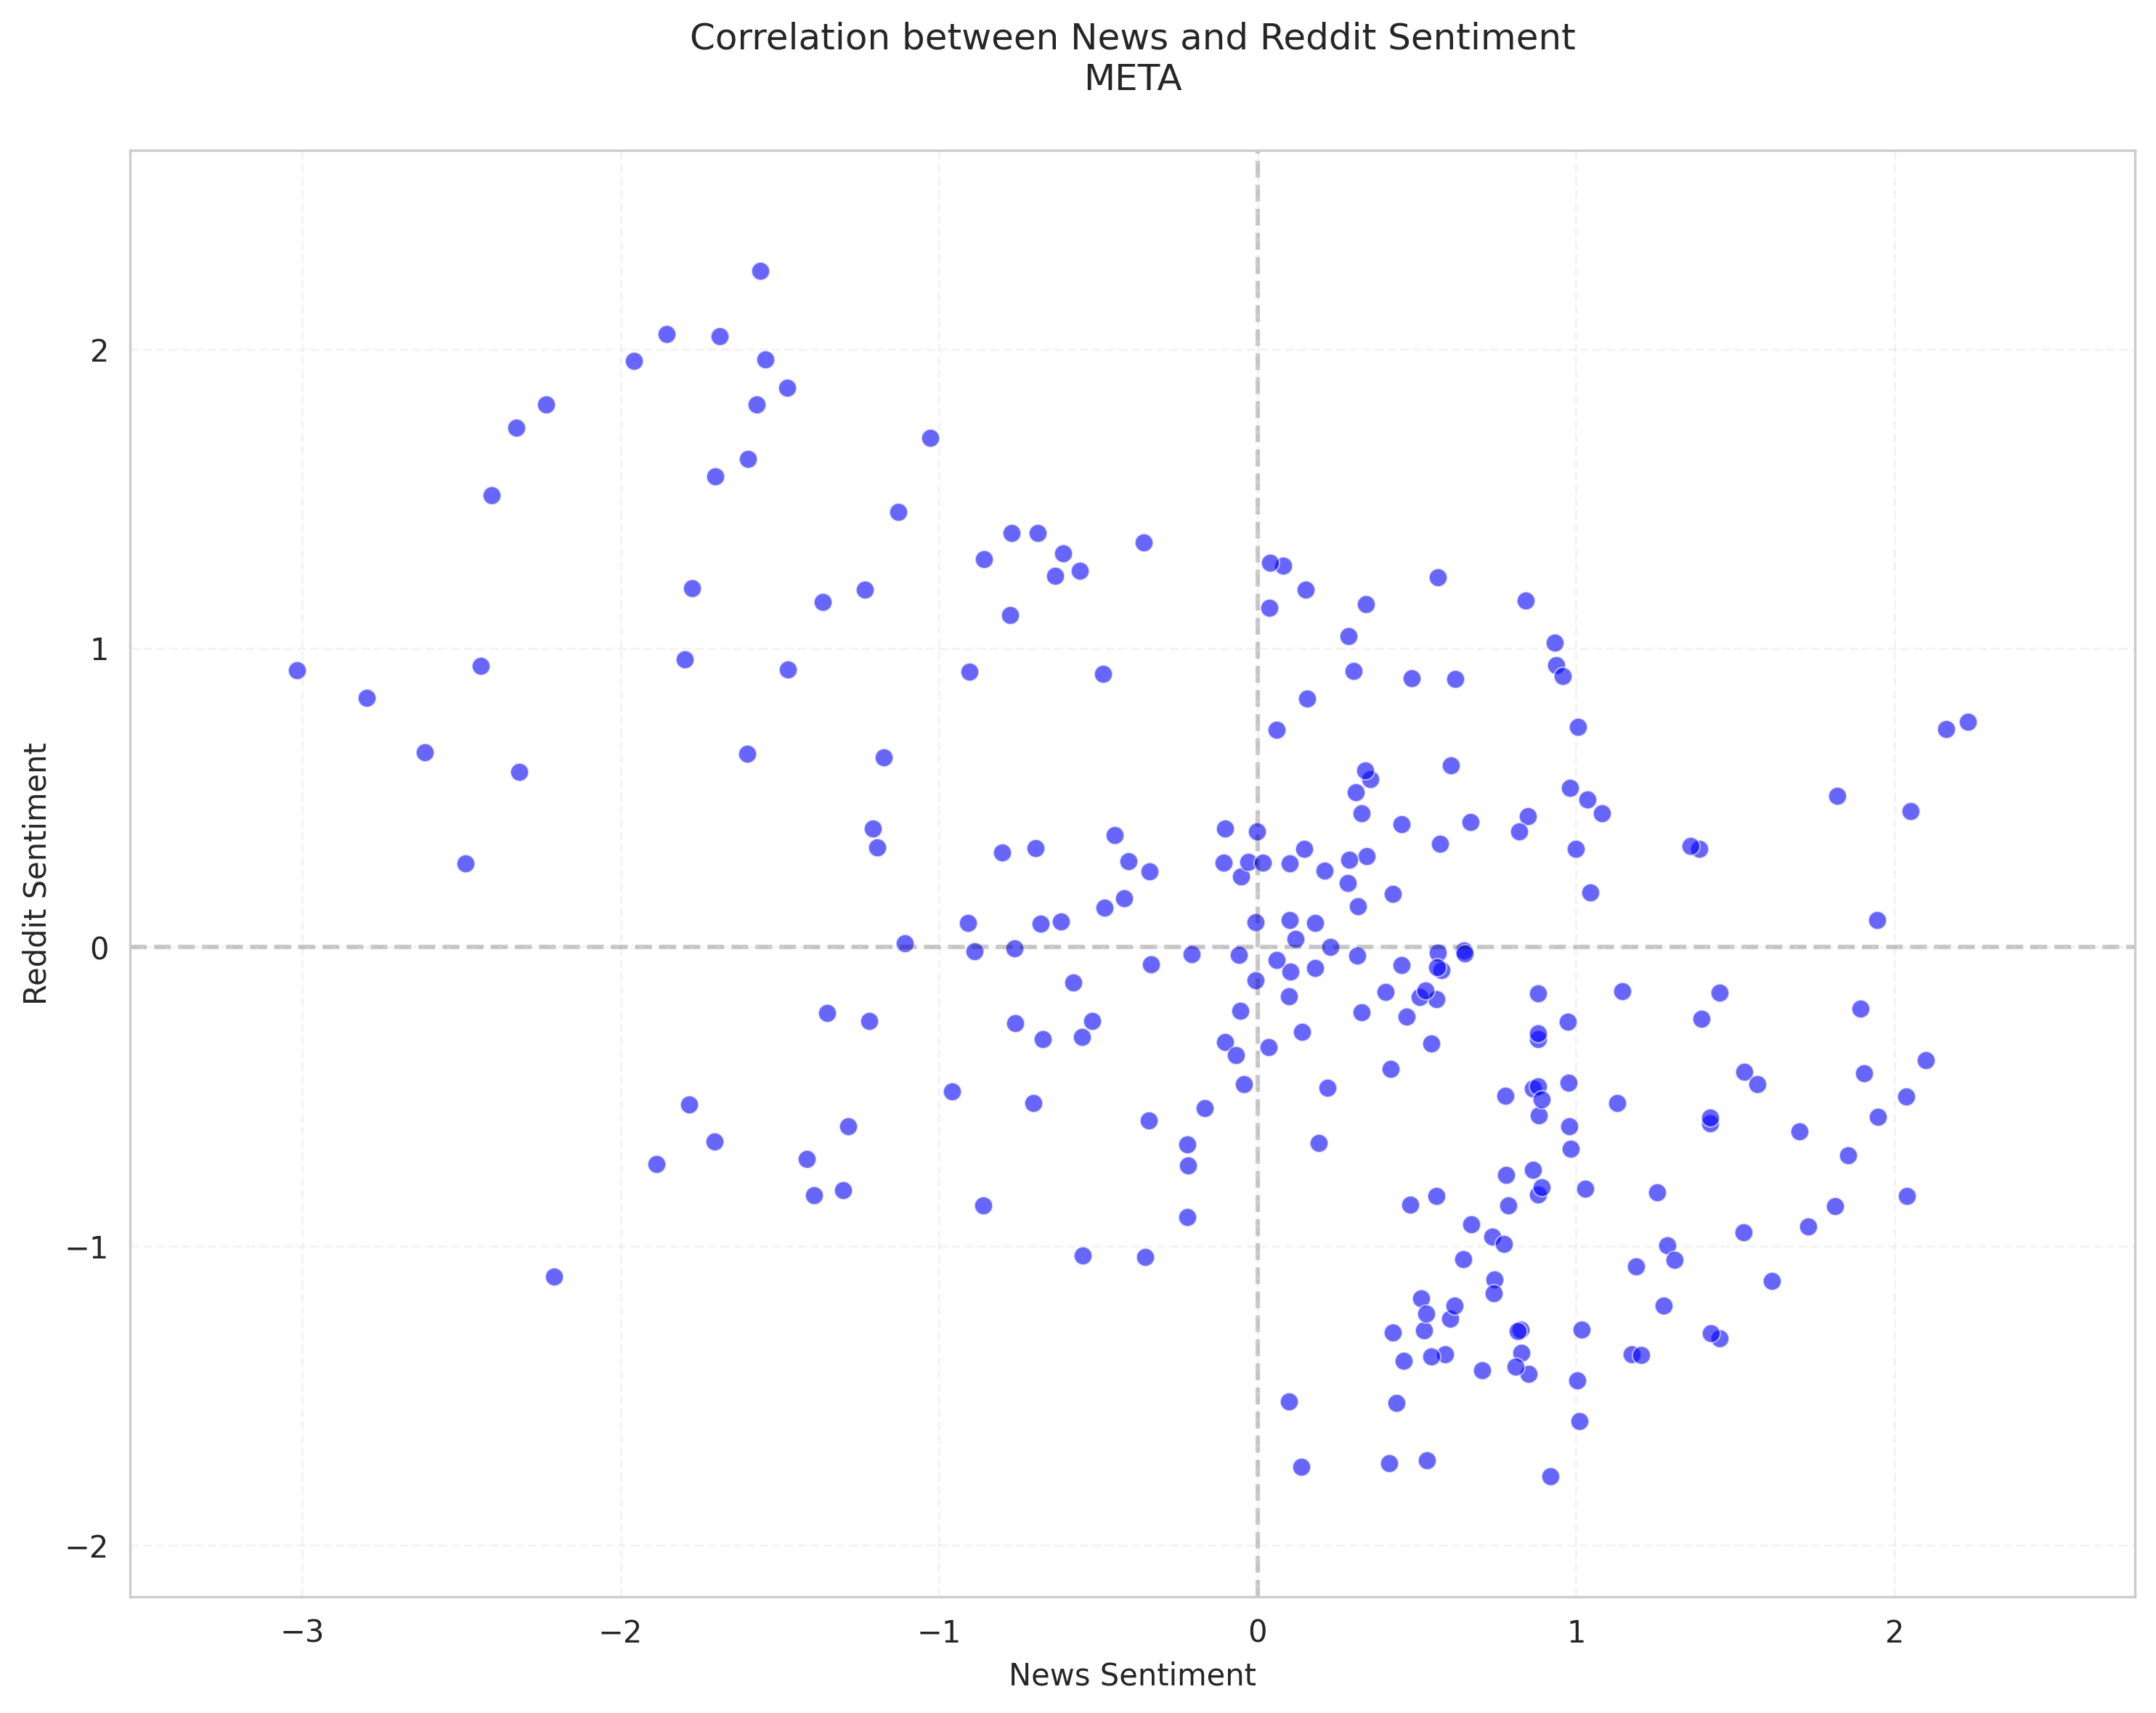 Correlation between News and Reddit Sentiment
META
Reddit Sentiment
2
1
0
−1
−2
−3
−2
−1
0
1
2
News Sentiment